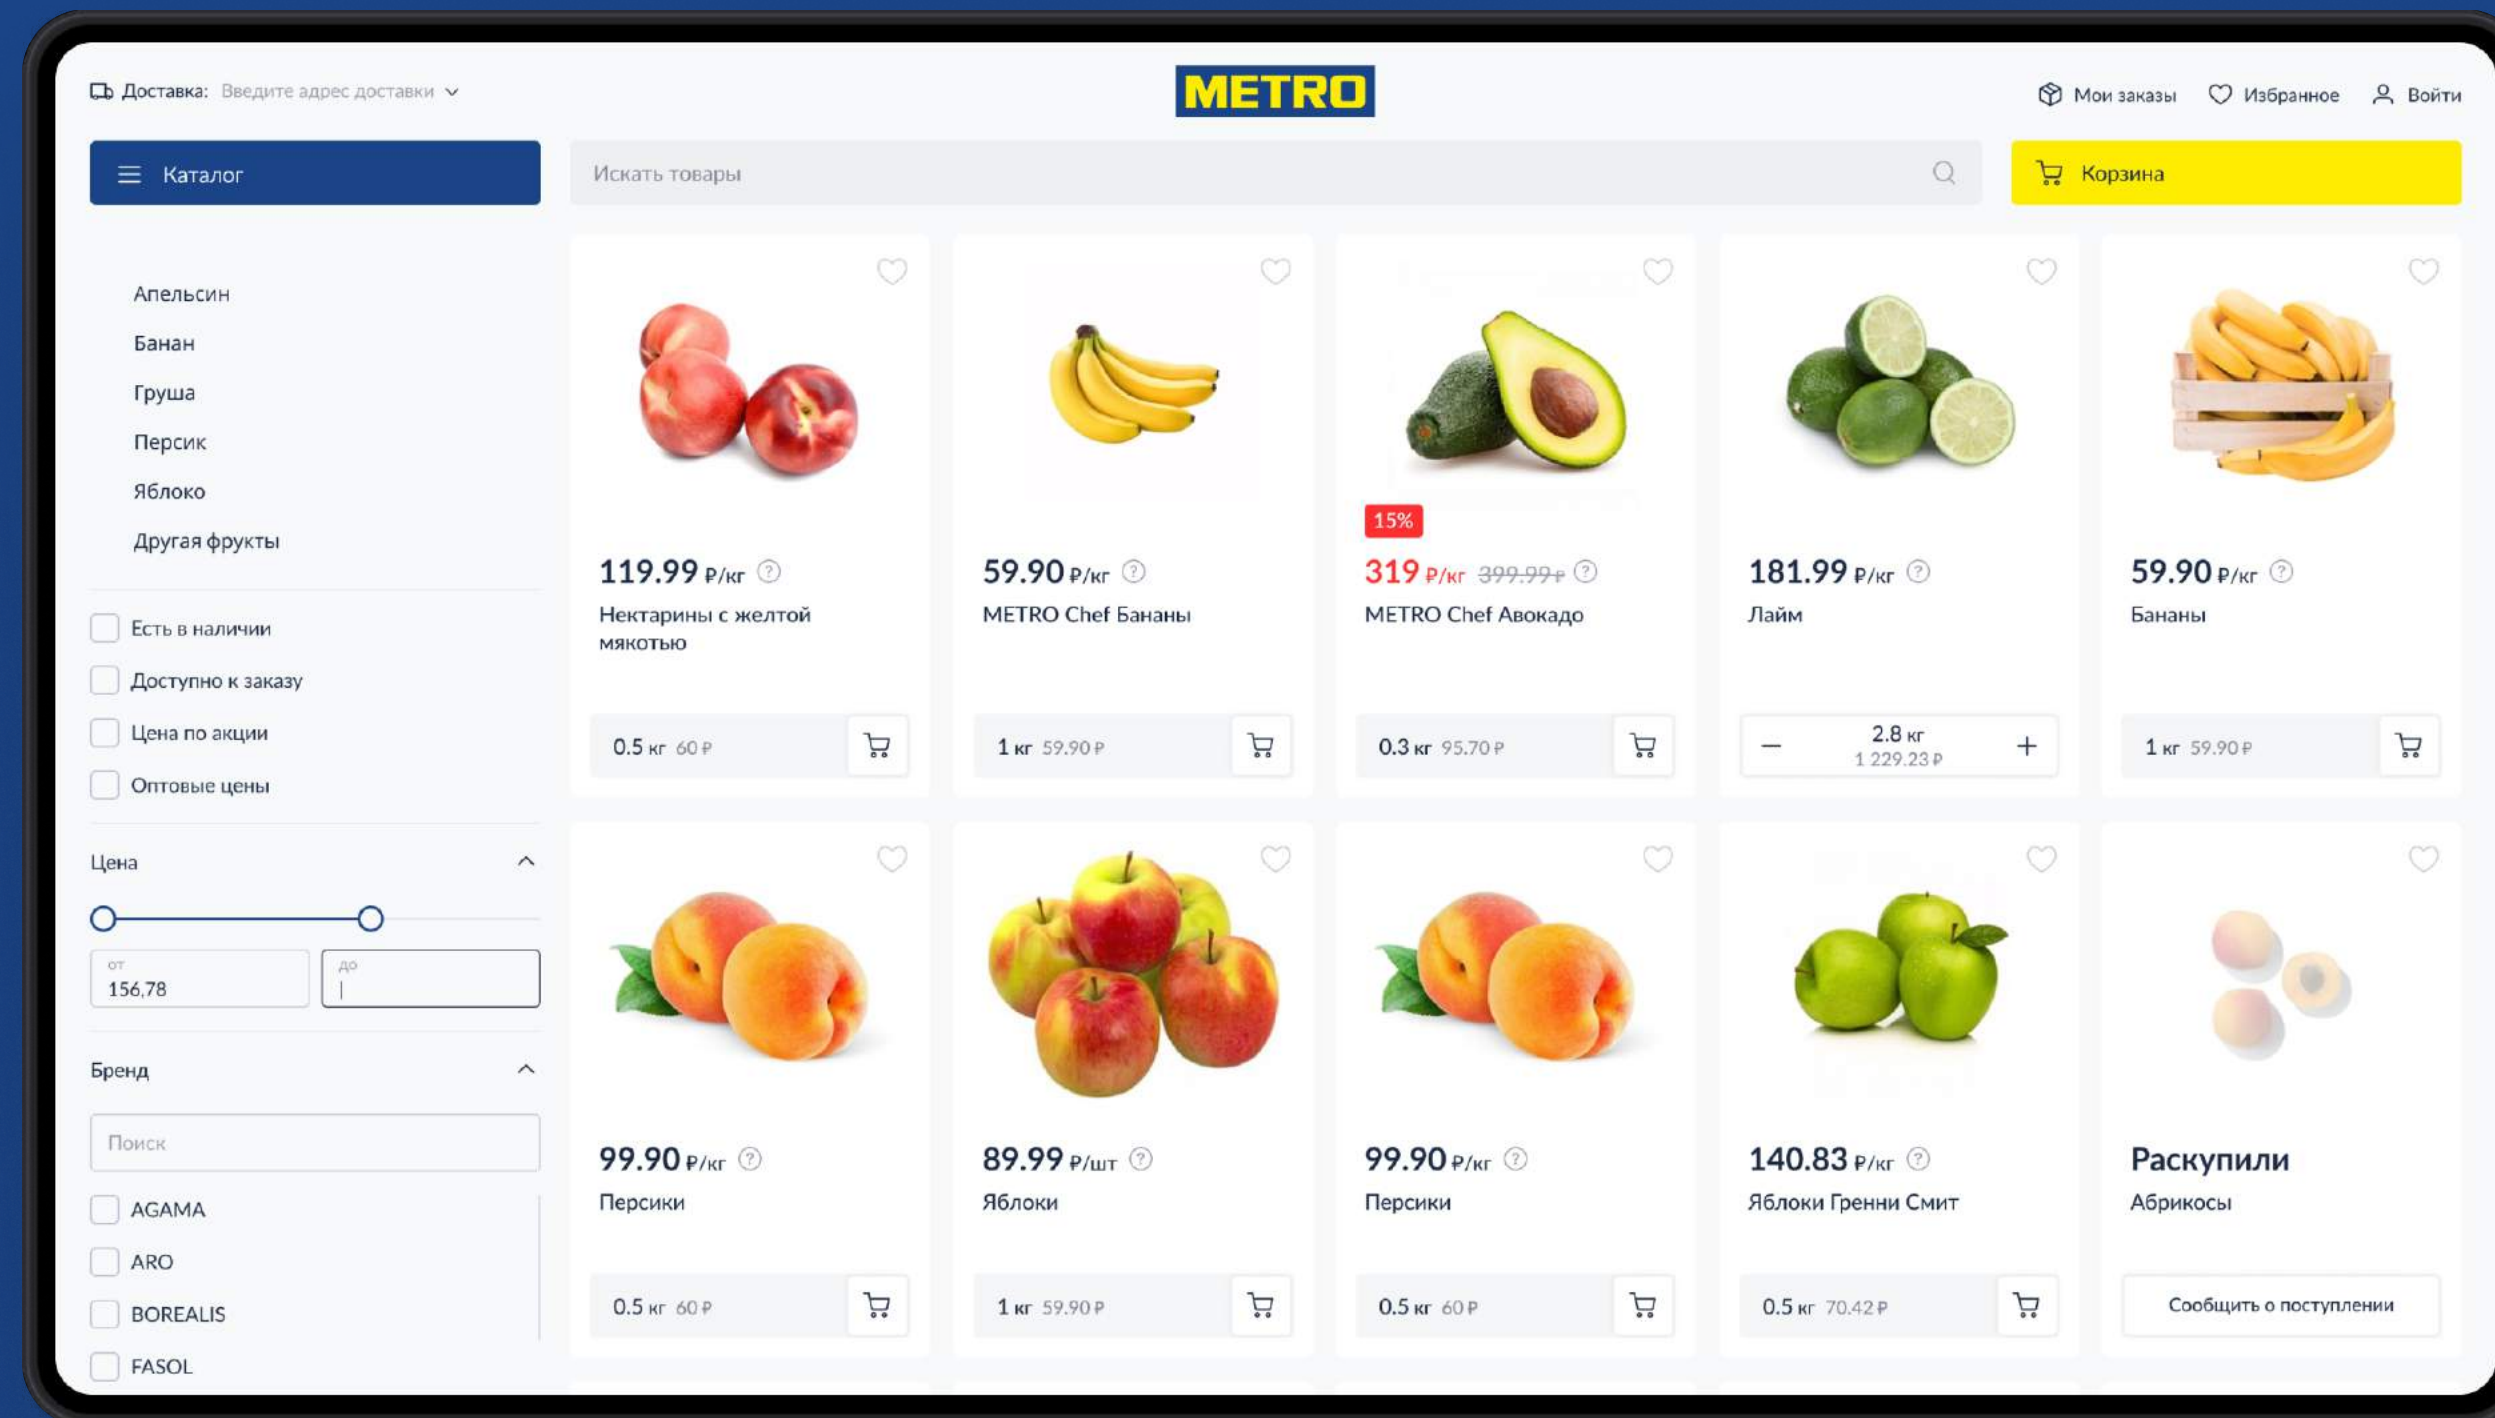 Доставка: Введите адрес доставки
METRO
Мои заказы Избранное Войти
Каталог
Искать товары
Корзина
Апельсин
Банан
Груша
Персик
Яблоко
Другая фрукты
Есть в наличии
Доступно к заказу
Цена по акции
Оптовые цены
Цена
от
156,78
до
Бренд
Поиск
AGAMA
ARO
BOREALIS
FASOL
119.99 ₽/кг ?
Нектарины с желтой
мякотью
0.5 кг 60 ₽
59.90 ₽/кг ?
METRO Chef Бананы
1 кг 59.90 ₽
15%
319 ₽/кг 399.99 ₽ ?
METRO Chef Авокадо
0.3 кг 95.70 ₽
181.99 ₽/кг ?
Лайм
— 2.8 кг +
1 229.23 ₽
59.90 ₽/кг ?
Бананы
1 кг 59.90 ₽
99.90 ₽/кг ?
Персики
0.5 кг 60 ₽
89.99 ₽/шт ?
Яблоки
1 кг 59.90 ₽
99.90 ₽/кг ?
Персики
0.5 кг 60 ₽
140.83 ₽/кг ?
Яблоки Гренни Смит
0.5 кг 70.42 ₽
Раскупили
Абрикосы
Сообщить о поступлении